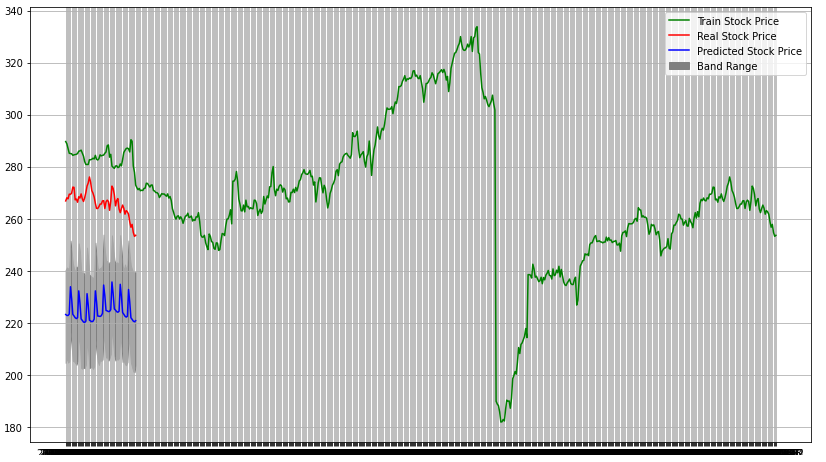 340
320
300
280
260
240
220
200
180
Train Stock Price
Real Stock Price
Predicted Stock Price
Band Range